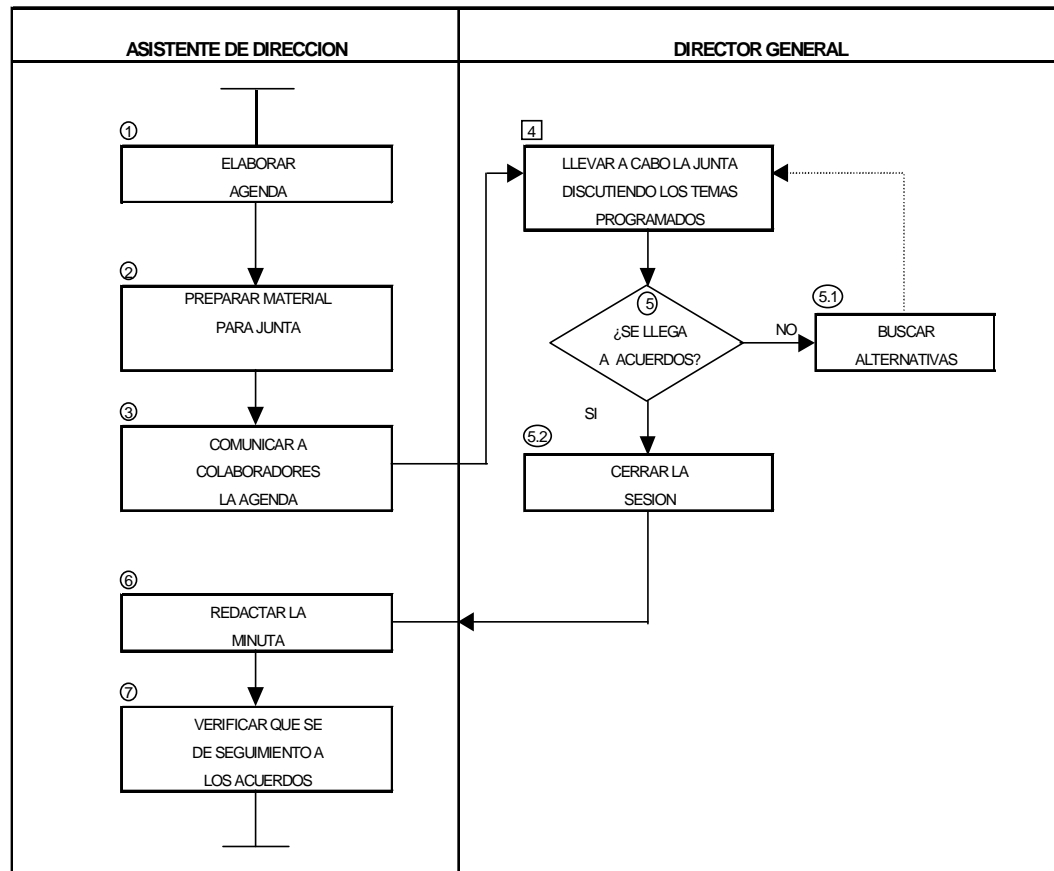 ASISTENTE DE DIRECCION
DIRECTOR GENERAL
1
ELABORAR
AGENDA
2
PREPARAR MATERIAL
PARA JUNTA
3
COMUNICAR A
COLABORADORES
LA AGENDA
4
LLEVAR A CABO LA JUNTA
DISCUTIENDO LOS TEMAS
PROGRAMADOS
5
¿SE LLEGA
A ACUERDOS?
NO
5.1
BUSCAR
ALTERNATIVAS
SI
5.2
CERRAR LA
SESION
6
REDACTAR LA
MINUTA
7
VERIFICAR QUE SE
DE SEGUIMIENTO A
LOS ACUERDOS